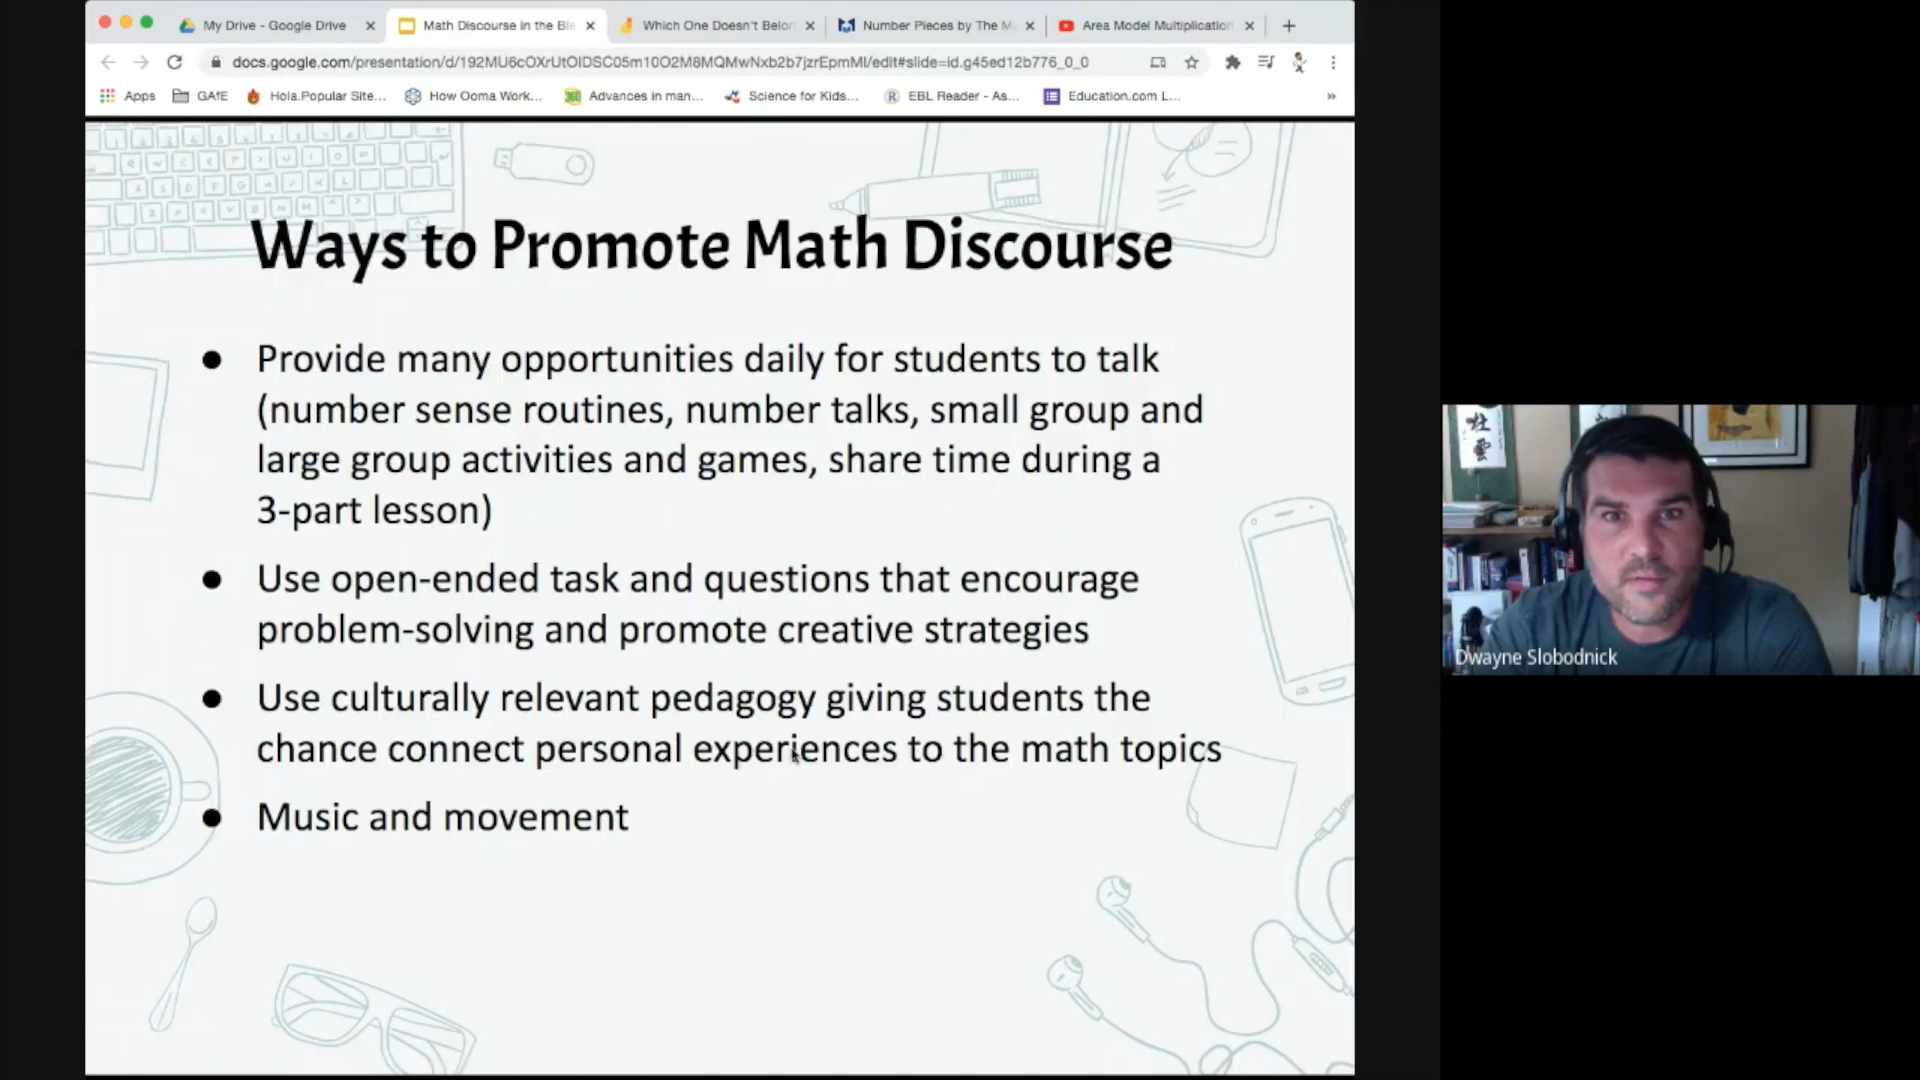 My Drive - Google Drive
Math Discourse in the Ble
Which One Doesn't Belon
Number Pieces by The M
Area Model Multiplication
docs.google.com/presentation/d/192MU6cOXrUtOIDSC05m10O2M8MQMwNxb2b7jzrEpmMI/edit#slide=id.g45ed12b776_0_0
Apps
GAfE
Hola.Popular Site...
How Ooma Work...
Advances in man...
Science for Kids...
EBL Reader - As...
Education.com L...
»
Ways to Promote Math Discourse
● Provide many opportunities daily for students to talk
(number sense routines, number talks, small group and
large group activities and games, share time during a
3-part lesson)
● Use open-ended task and questions that encourage
problem-solving and promote creative strategies
● Use culturally relevant pedagogy giving students the
chance connect personal experiences to the math topics
● Music and movement
Dwayne Slobodnick